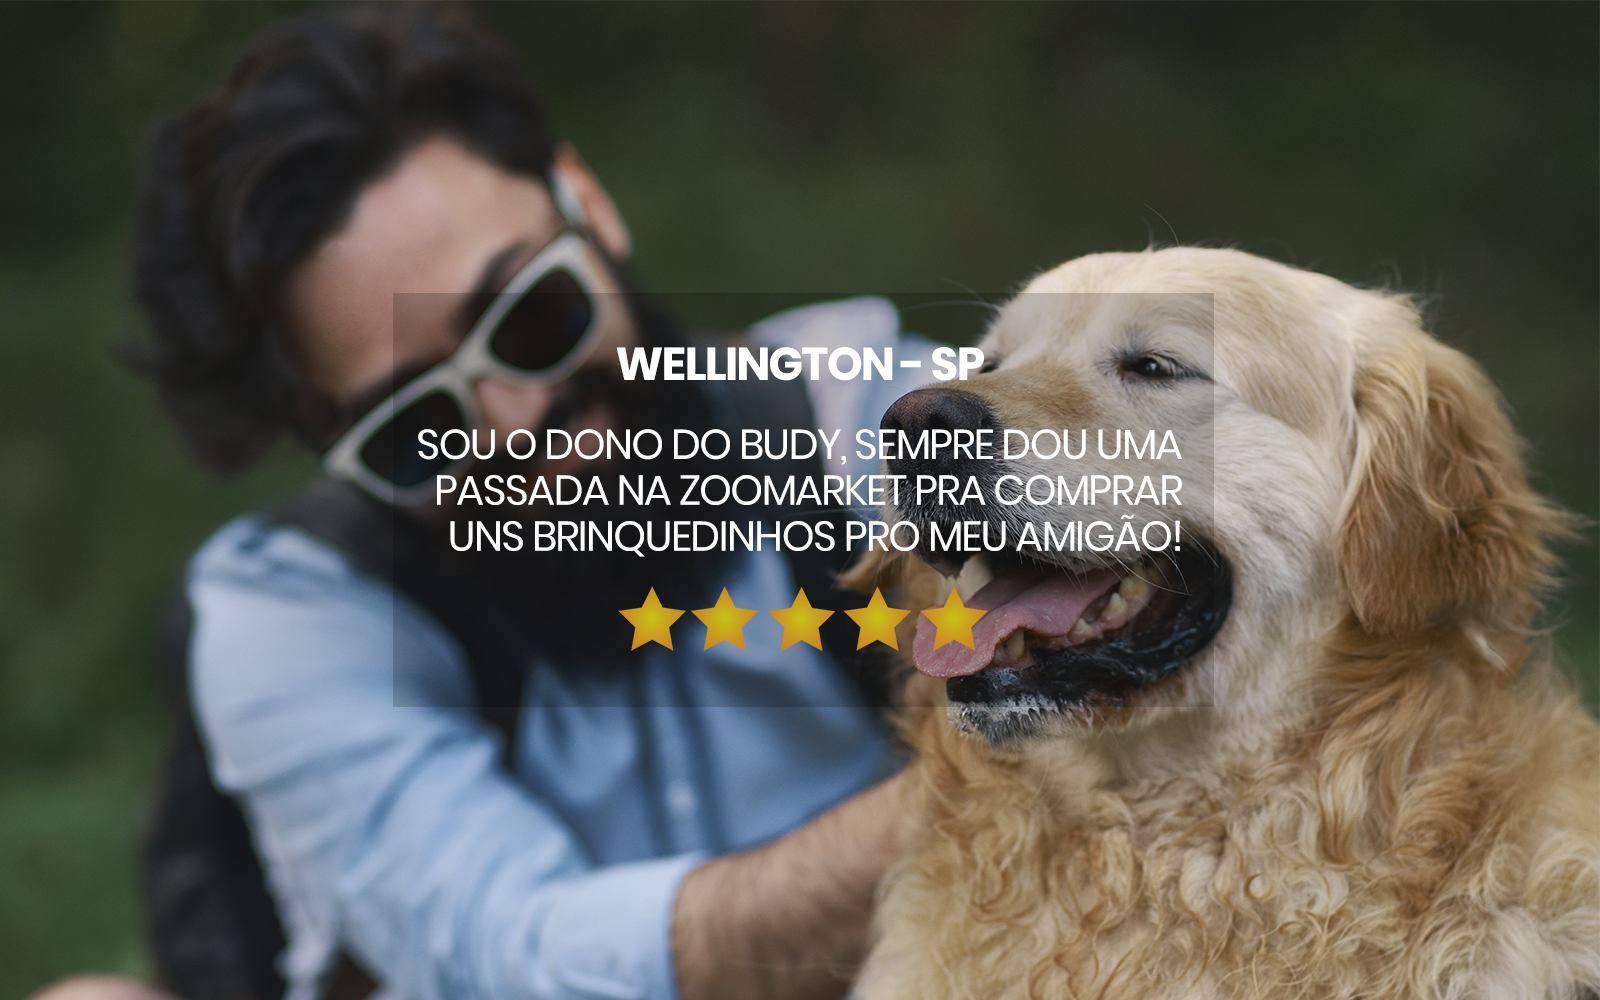 WELLINGTON - SP
SOU O DONO DO BUDY, SEMPRE DOU UMA
PASSADA NA ZOOMARKET PRA COMPRAR
UNS BRINQUEDINHOS PRO MEU AMIGÃO!